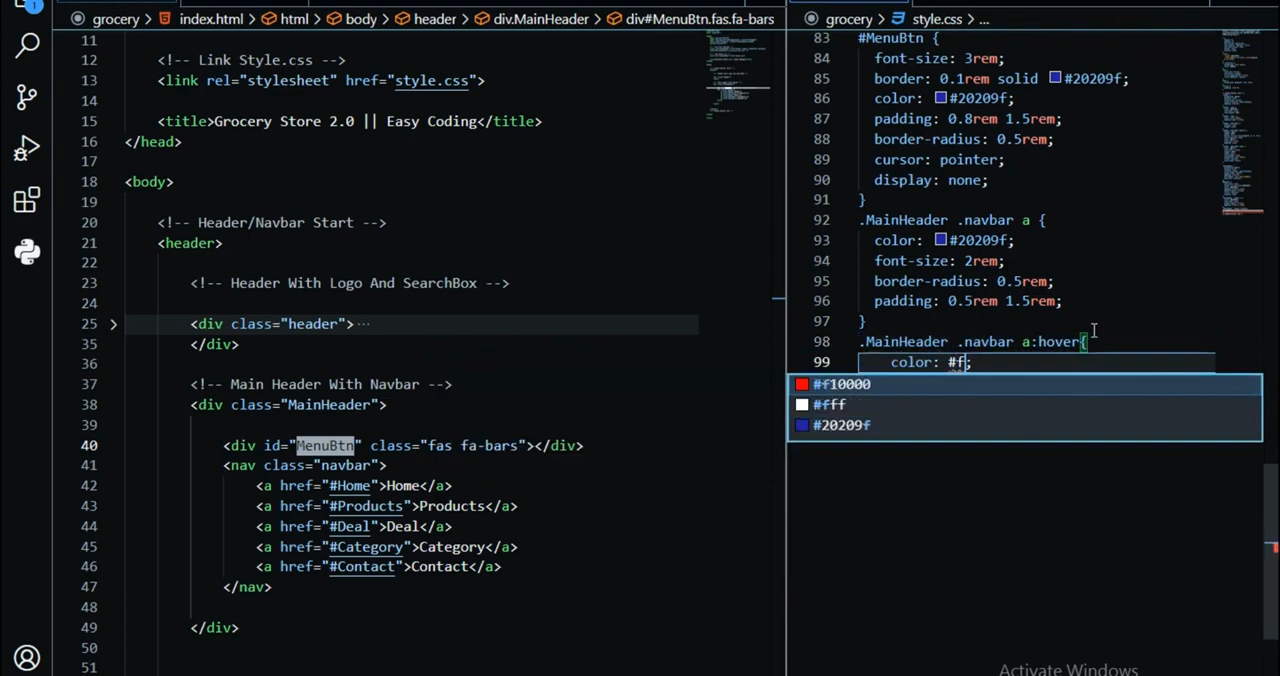 1
grocery > index.html > html > body > header > div.MainHeader > div#MenuBtn.fas.fa-bars
11
12 <!-- Link Style.css -->
13 <link rel="stylesheet" href="style.css">
14
15 <title>Grocery Store 2.0 || Easy Coding</title>
16 </head>
17
18 <body>
19
20 <!-- Header/Navbar Start -->
21 <header>
22
23 <!-- Header With Logo And SearchBox -->
24
25 > <div class="header"> ...
35 </div>
36
37 <!-- Main Header With Navbar -->
38 <div class="MainHeader">
39
40 <div id="MenuBtn" class="fas fa-bars"></div>
41 <nav class="navbar">
42 <a href="#Home">Home</a>
43 <a href="#Products">Products</a>
44 <a href="#Deal">Deal</a>
45 <a href="#Category">Category</a>
46 <a href="#Contact">Contact</a>
47 </nav>
48
49 </div>
50
51
grocery > style.css > ...
83 #MenuBtn {
84 font-size: 3rem;
85 border: 0.1rem solid #20209f;
86 color: #20209f;
87 padding: 0.8rem 1.5rem;
88 border-radius: 0.5rem;
89 cursor: pointer;
90 display: none;
91 }
92 .MainHeader .navbar a {
93 color: #20209f;
94 font-size: 2rem;
95 border-radius: 0.5rem;
96 padding: 0.5rem 1.5rem;
97 }
98 .MainHeader .navbar a:hover{
99 color: #f;
#f10000
#fff
#20209f
Activate Windows